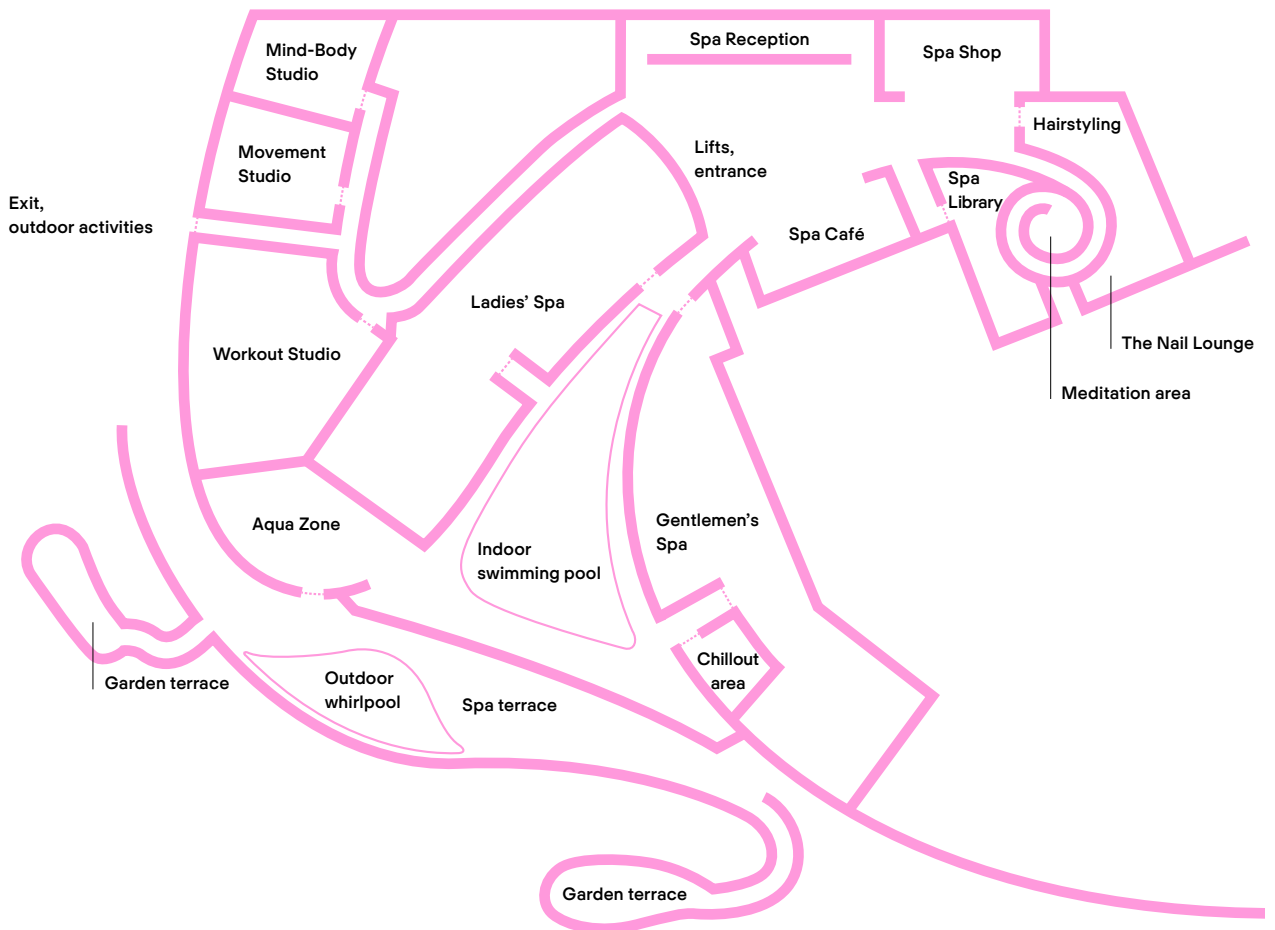 Spa Reception
Mind-Body
Studio
Spa Shop
Hairstyling
Movement
Studio
Lifts,
entrance
Spa
Library
Exit,
outdoor activities
Spa Café
Ladies’ Spa
The Nail Lounge
Workout Studio
Meditation area
Aqua Zone
Gentlemen’s
Spa
Indoor
swimming pool
Chillout
area
Garden terrace
Outdoor
whirlpool
Spa terrace
Garden terrace